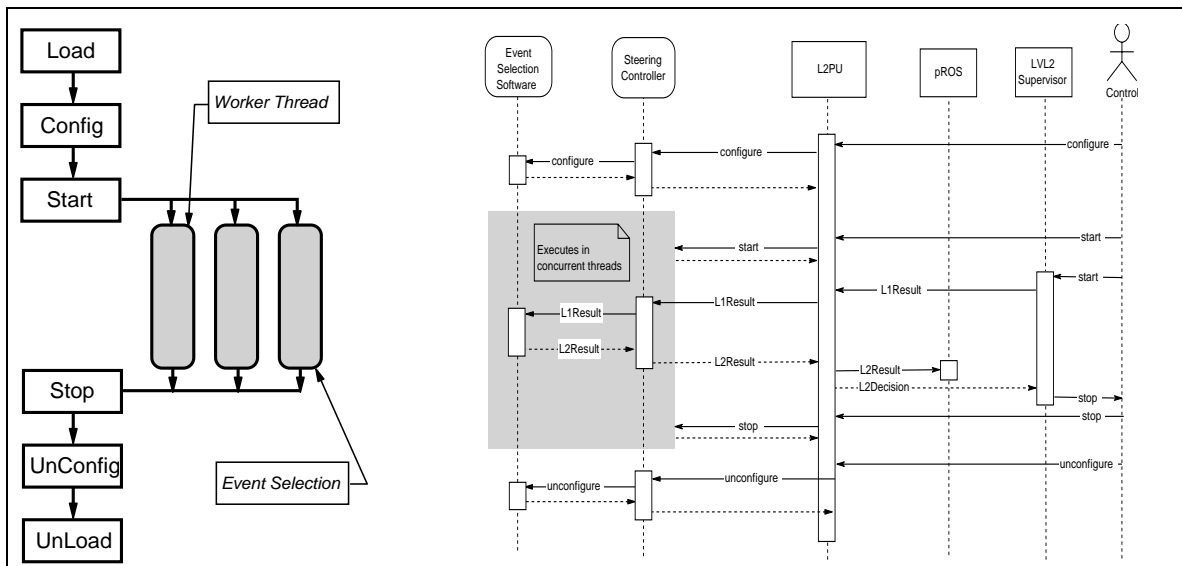 Load
Config
Start
Worker Thread
Stop
UnConfig
UnLoad
Event Selection
Event
Selection
Software
Steering
Controller
L2PU
pROS
LVL2
Supervisor
Control
configure
configure
configure
Executes in
concurrent threads
start
start
start
L1Result
L1Result
L1Result
L2Result
L2Result
L2Result
L2Decision
stop
stop
stop
unconfigure
unconfigure
unconfigure